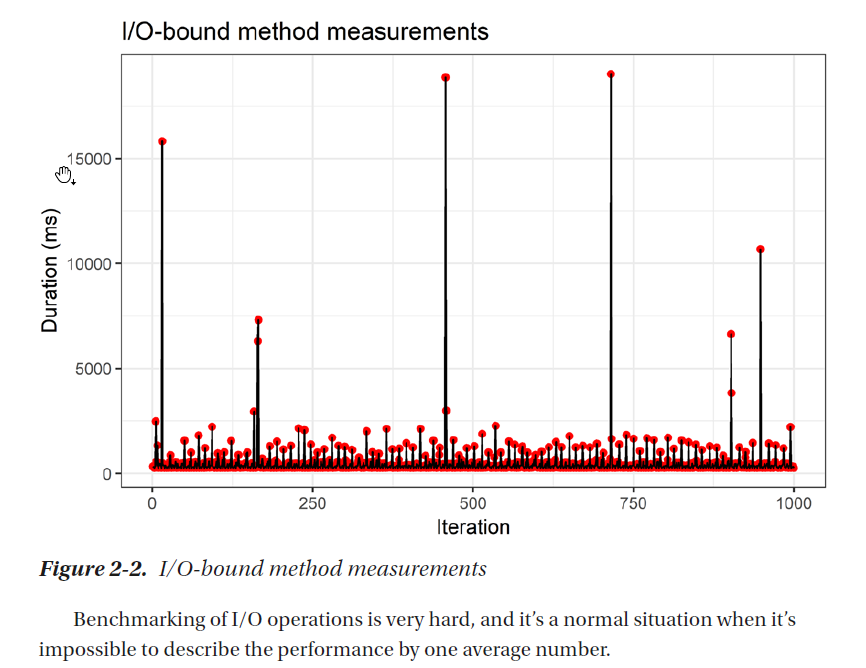 I/O-bound method measurements
Duration (ms)
15000
10000
5000
0
0 250 500 750 1000
Iteration
Figure 2-2. I/O-bound method measurements
Benchmarking of I/O operations is very hard, and it’s a normal situation when it’s
impossible to describe the performance by one average number.